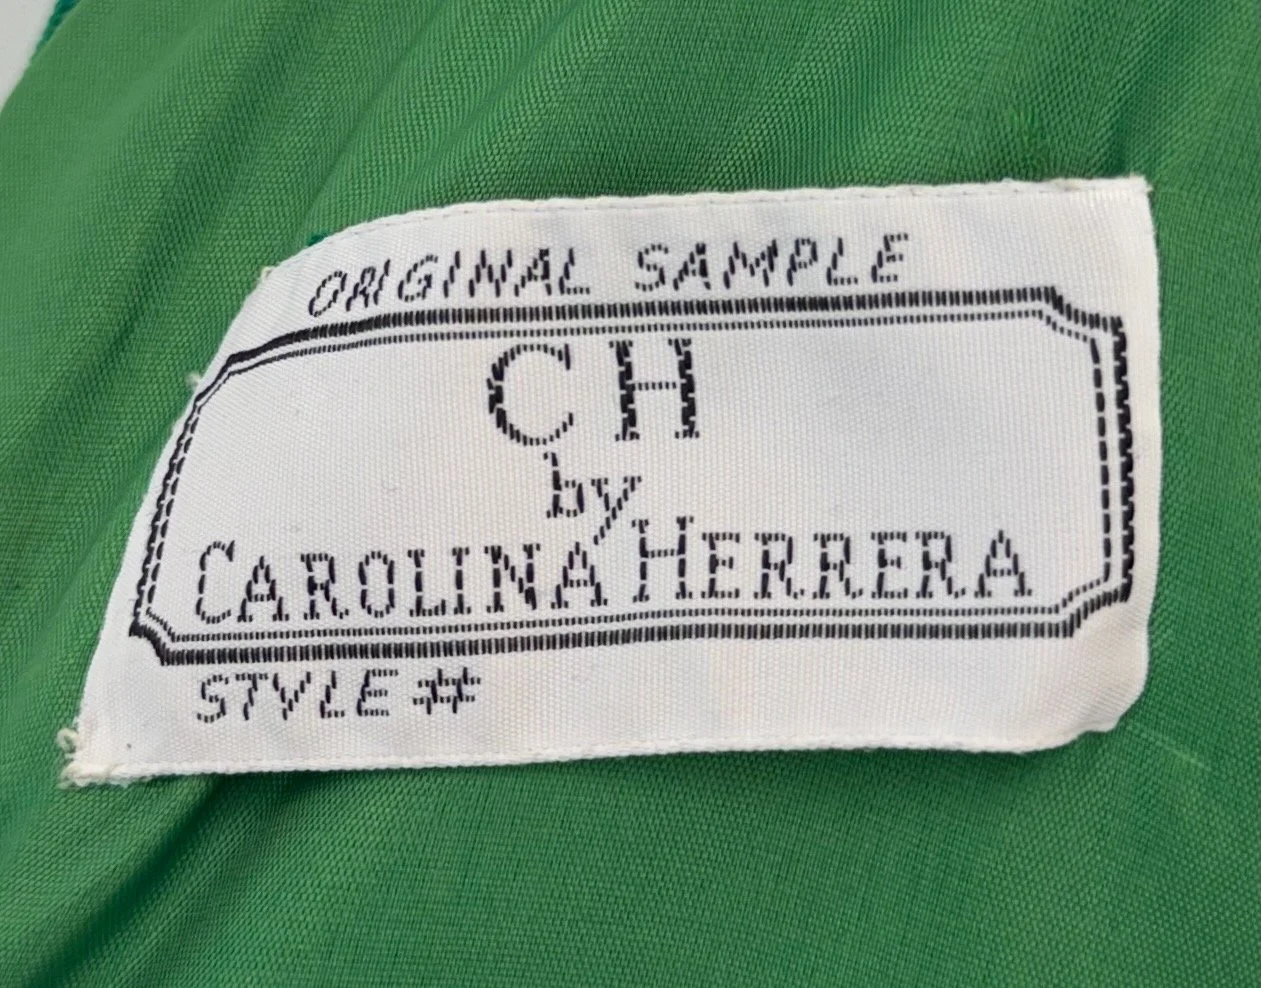 ORIGINAL SAMPLE
CH
by
CAROLINA HERRERA
STYLE#